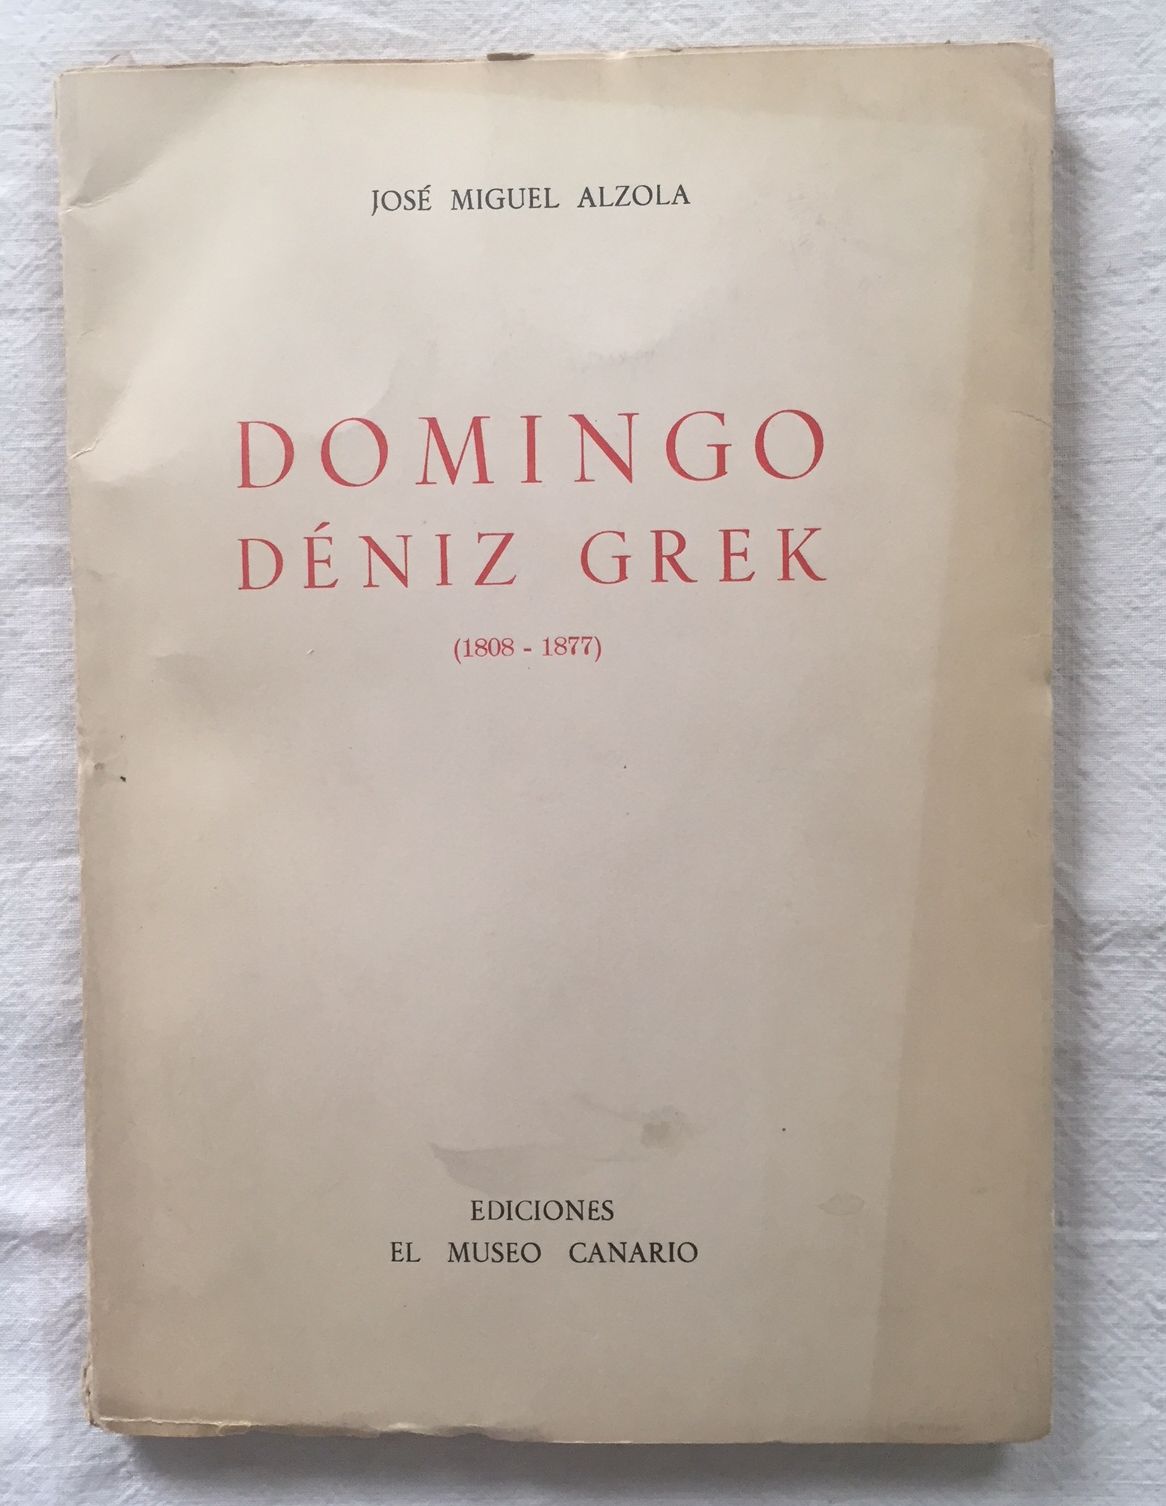 JOSÉ MIGUEL ALZOLA
DOMINGO
DÉNIZ GREK
(1808 - 1877)
EDICIONES
EL MUSEO CANARIO